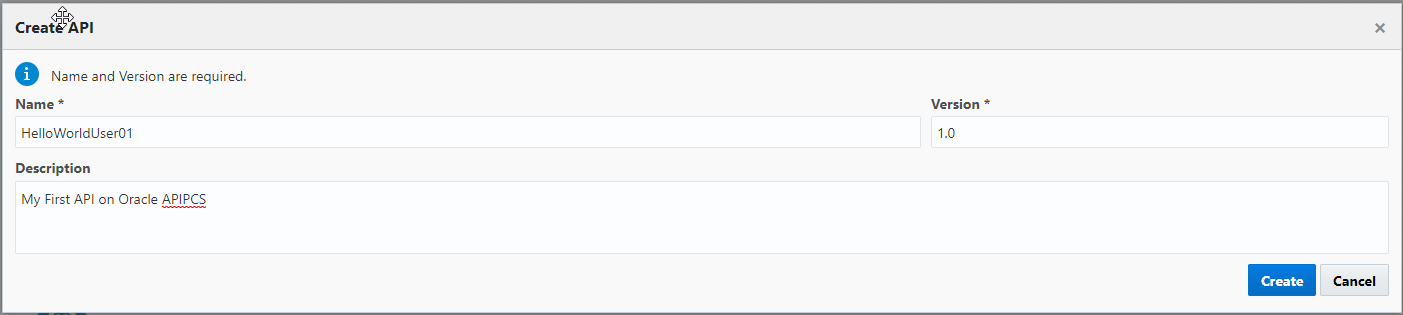 Create API
Name and Version are required.
Name * Version *
HelloWorldUser01 1.0
Description
My First API on Oracle APIPCS
Create Cancel